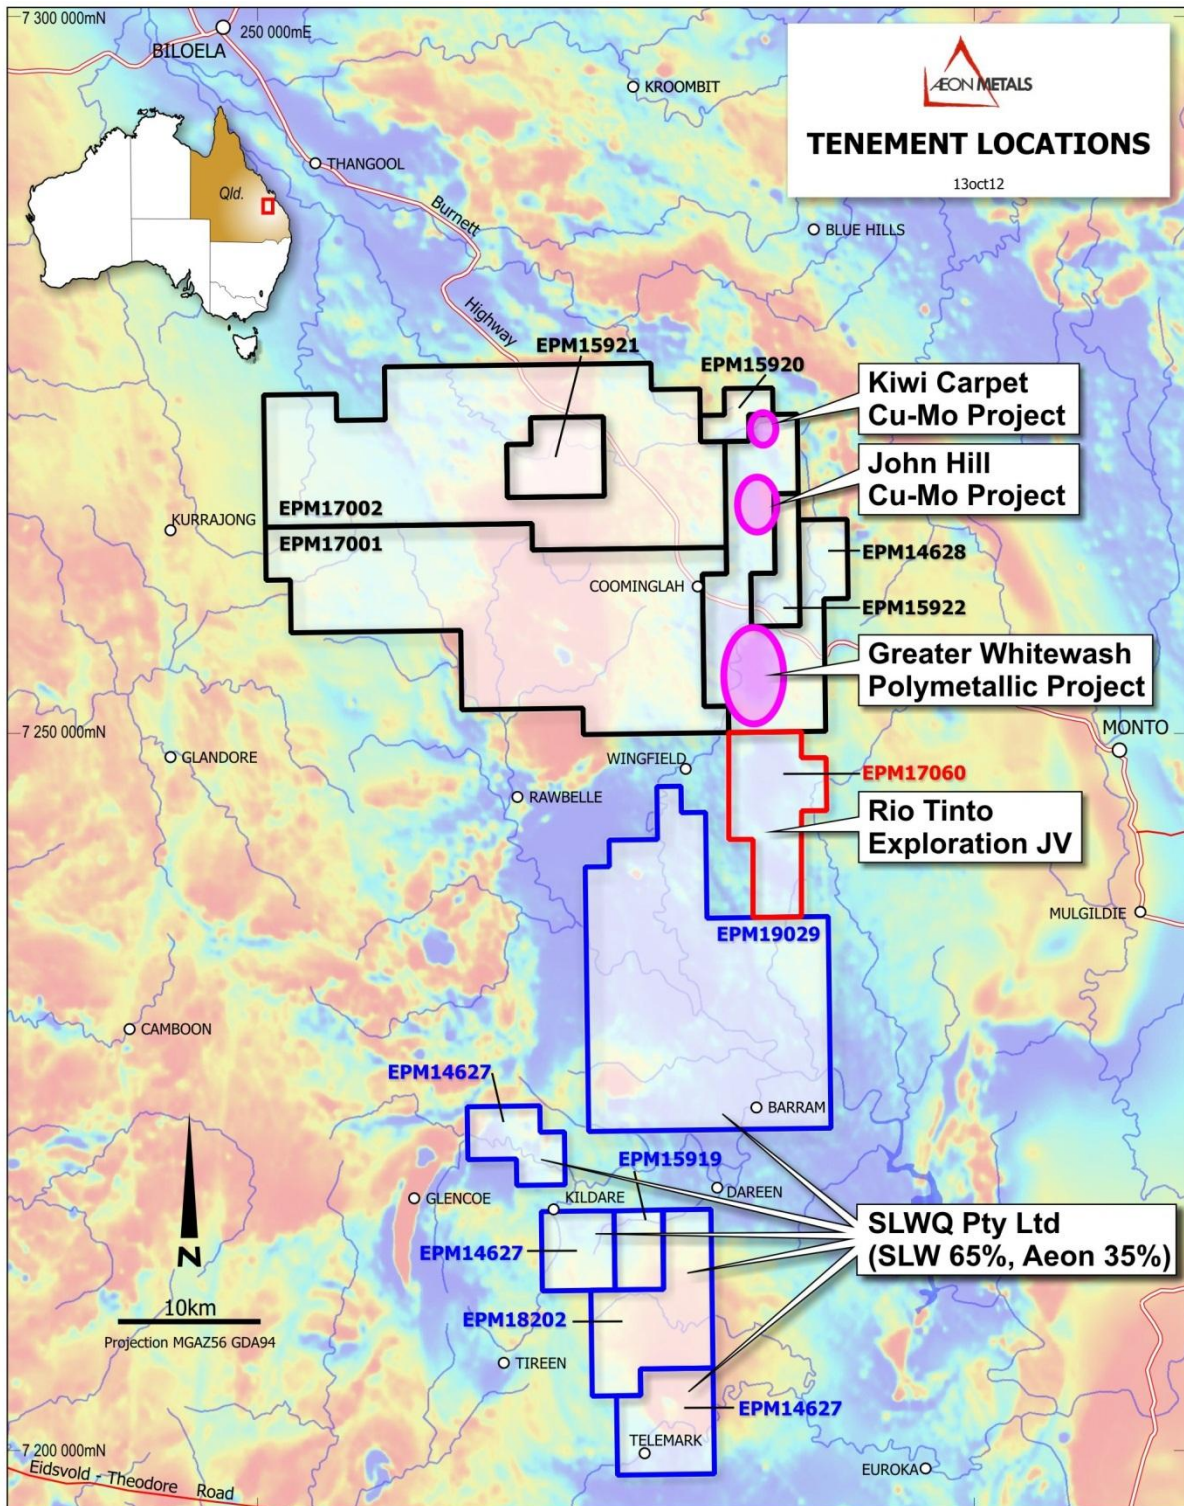 7 300 000mN
250 000mE
BILOELA
KROOMBIT
AEON METALS
TENEMENT LOCATIONS
13oct12
THANGOOL
Qld.
Burnett
Highway
BLUE HILLS
EPM15921
EPM15920
Kiwi Carpet
Cu-Mo Project
John Hill
Cu-Mo Project
EPM17002
KURRAJONG
EPM17001
EPM14628
COOMINGLAH
EPM15922
Greater Whitewash
Polymetallic Project
7 250 000mN
MONTO
GLANDORE
WINGFIELD
EPM17060
RAWBELLE
Rio Tinto
Exploration JV
MULGILDIE
EPM19029
CAMBOON
EPM14627
BARRAM
EPM15919
DAREEN
GLENCOE
KILDARE
SLWQ Pty Ltd
(SLW 65%, Aeon 35%)
N
EPM14627
10km
EPM18202
Projection MGAZ56 GDA94
TIREEN
EPM14627
TELEMARK
7 200 000mN
EUROKA
Eidsvold - Theodore Road